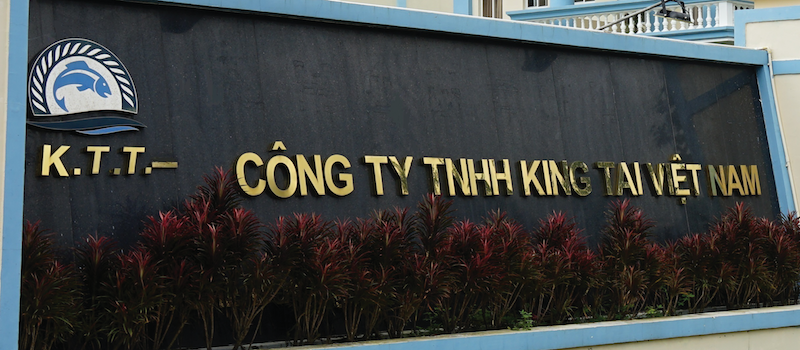 K.T.T.
CÔNG TY TNHH KING TAI VIỆT NAM